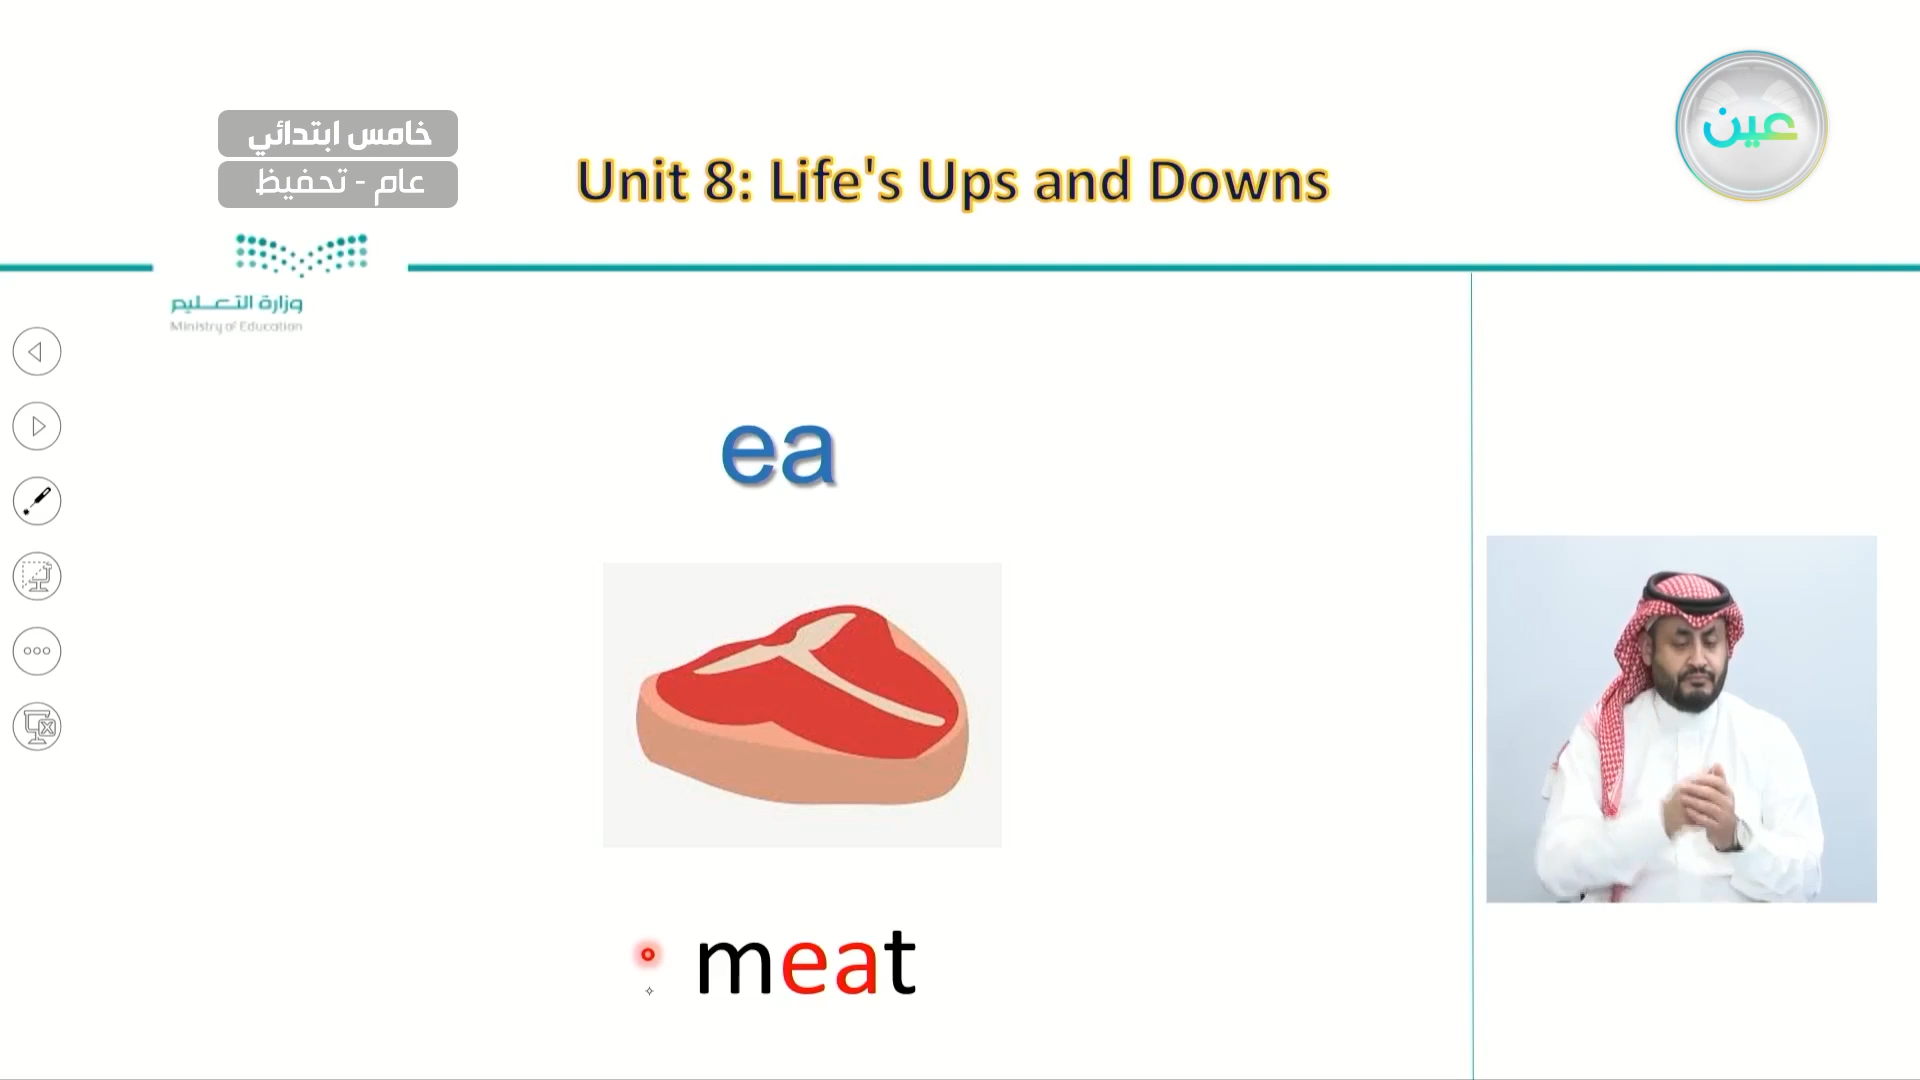 خامس ابتدائي
عام - تحفيظ
عين
Unit 8: Life's Ups and Downs
وزارة التعليم
Ministry of Education
ea
meat